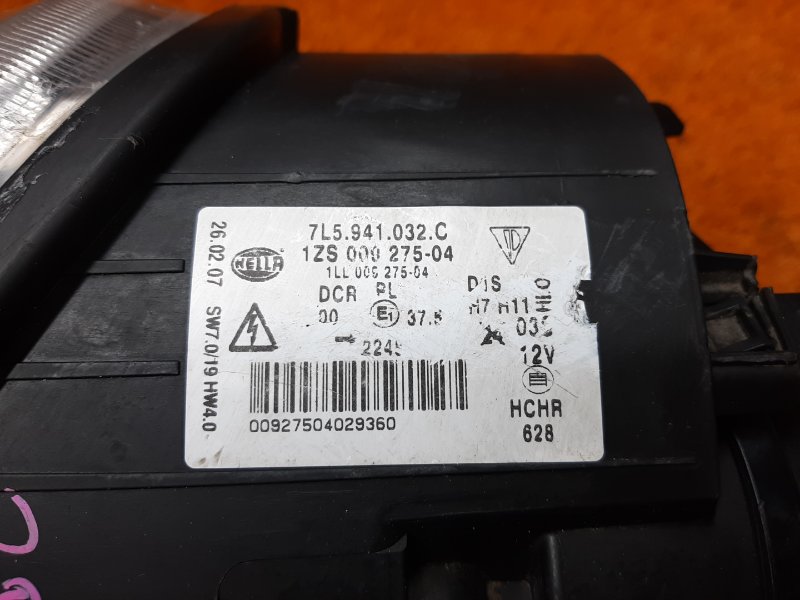 7L5.941.032.C
HELLA
1ZS 000 275-04
1LL 009 275-04
DCR PL D1S
00 E1 37.5 H7 H11
2245
12V
HCHR
628
00927504029360
26.02.07 SW7.0/19 HW4.0